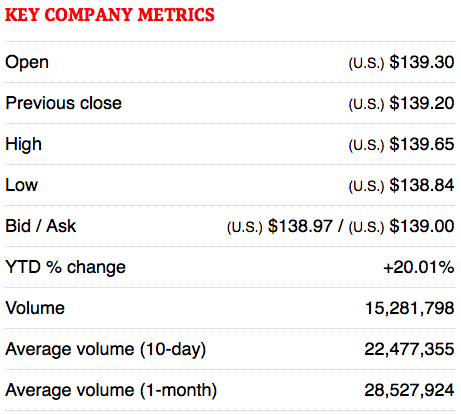 KEY COMPANY METRICS
Open (U.S.) $139.30
Previous close (U.S.) $139.20
High (U.S.) $139.65
Low (U.S.) $138.84
Bid / Ask (U.S.) $138.97 / (U.S.) $139.00
YTD % change +20.01%
Volume 15,281,798
Average volume (10-day) 22,477,355
Average volume (1-month) 28,527,924